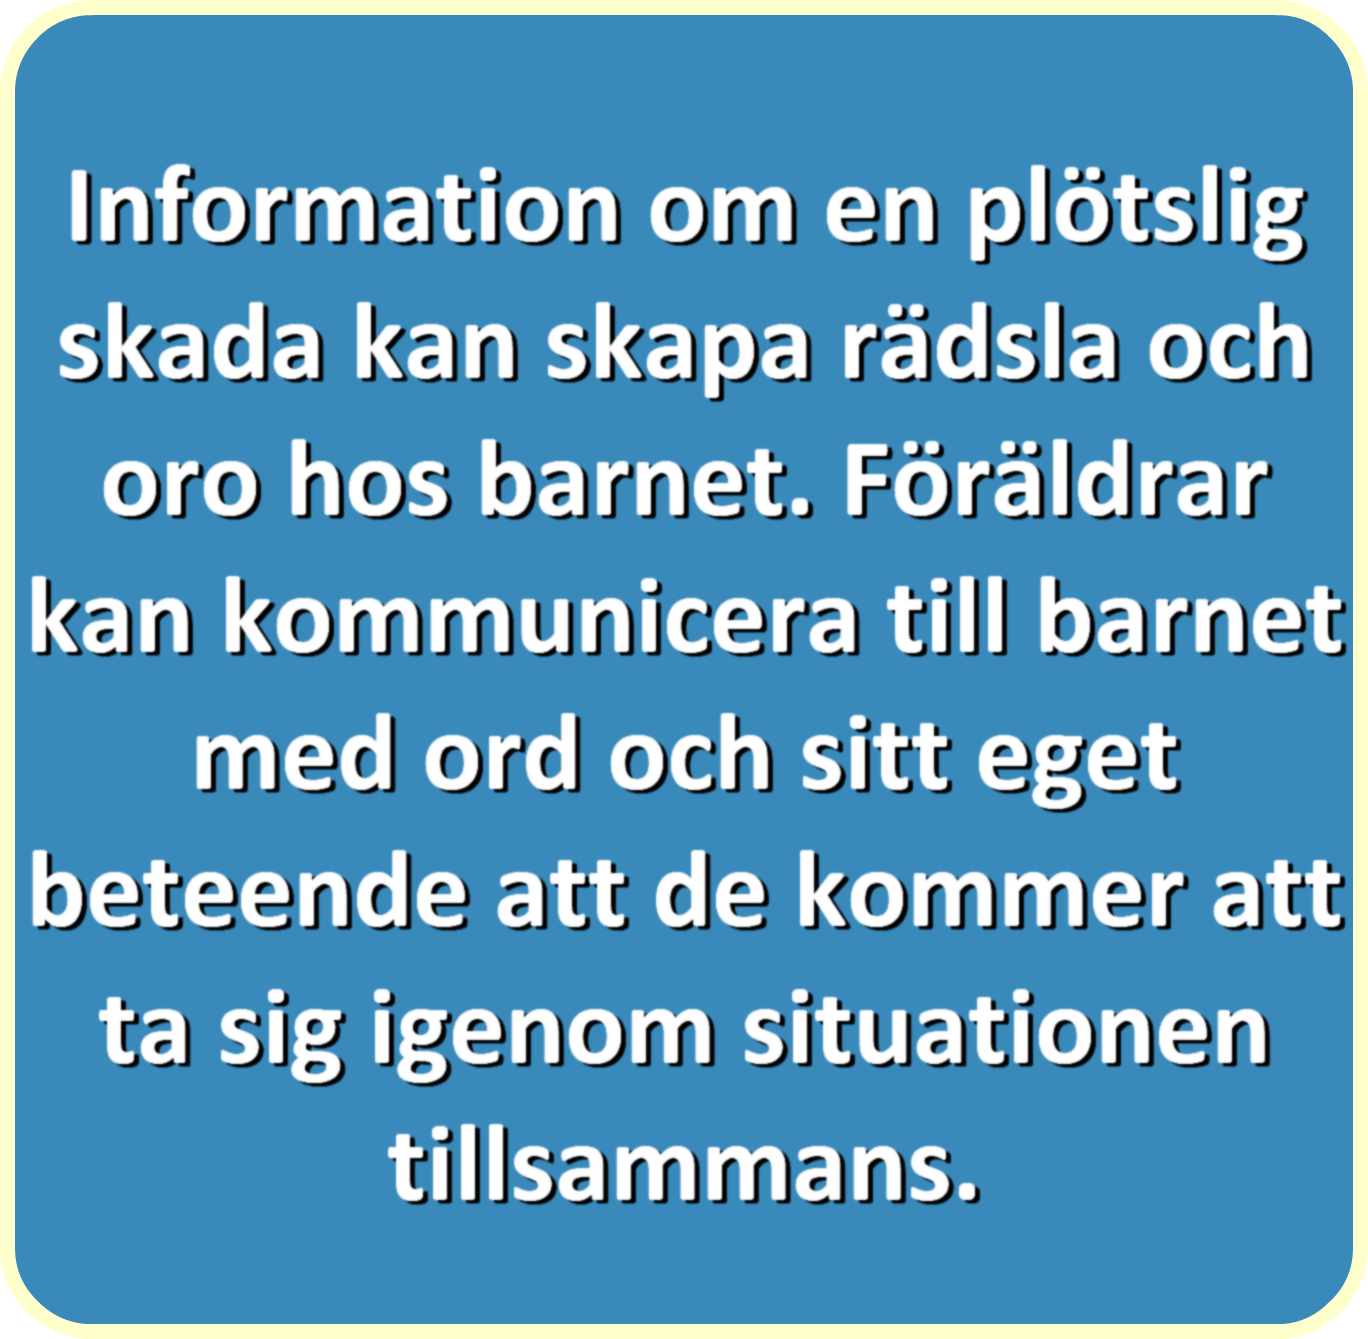 Information om en plötslig
skada kan skapa rädsla och
oro hos barnet. Föräldrar
kan kommunicera till barnet
med ord och sitt eget
beteende att de kommer att
ta sig igenom situationen
tillsammans.